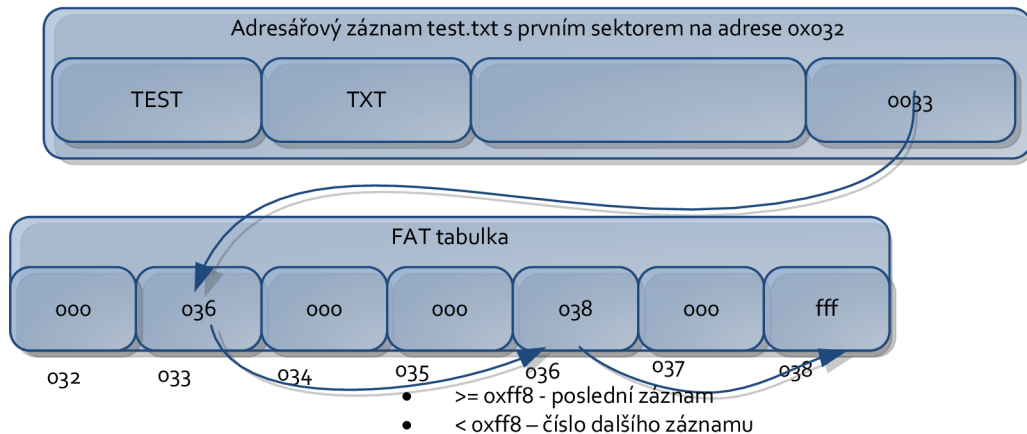 Adresářový záznam test.txt s prvním sektorem na adrese 0x032
TEST TXT 0033
FAT tabulka
000 036 000 000 038 000 fff
032 033 034 035 036 037 038
• >= 0xff8 - poslední záznam
• < 0xff8 – číslo dalšího záznamu